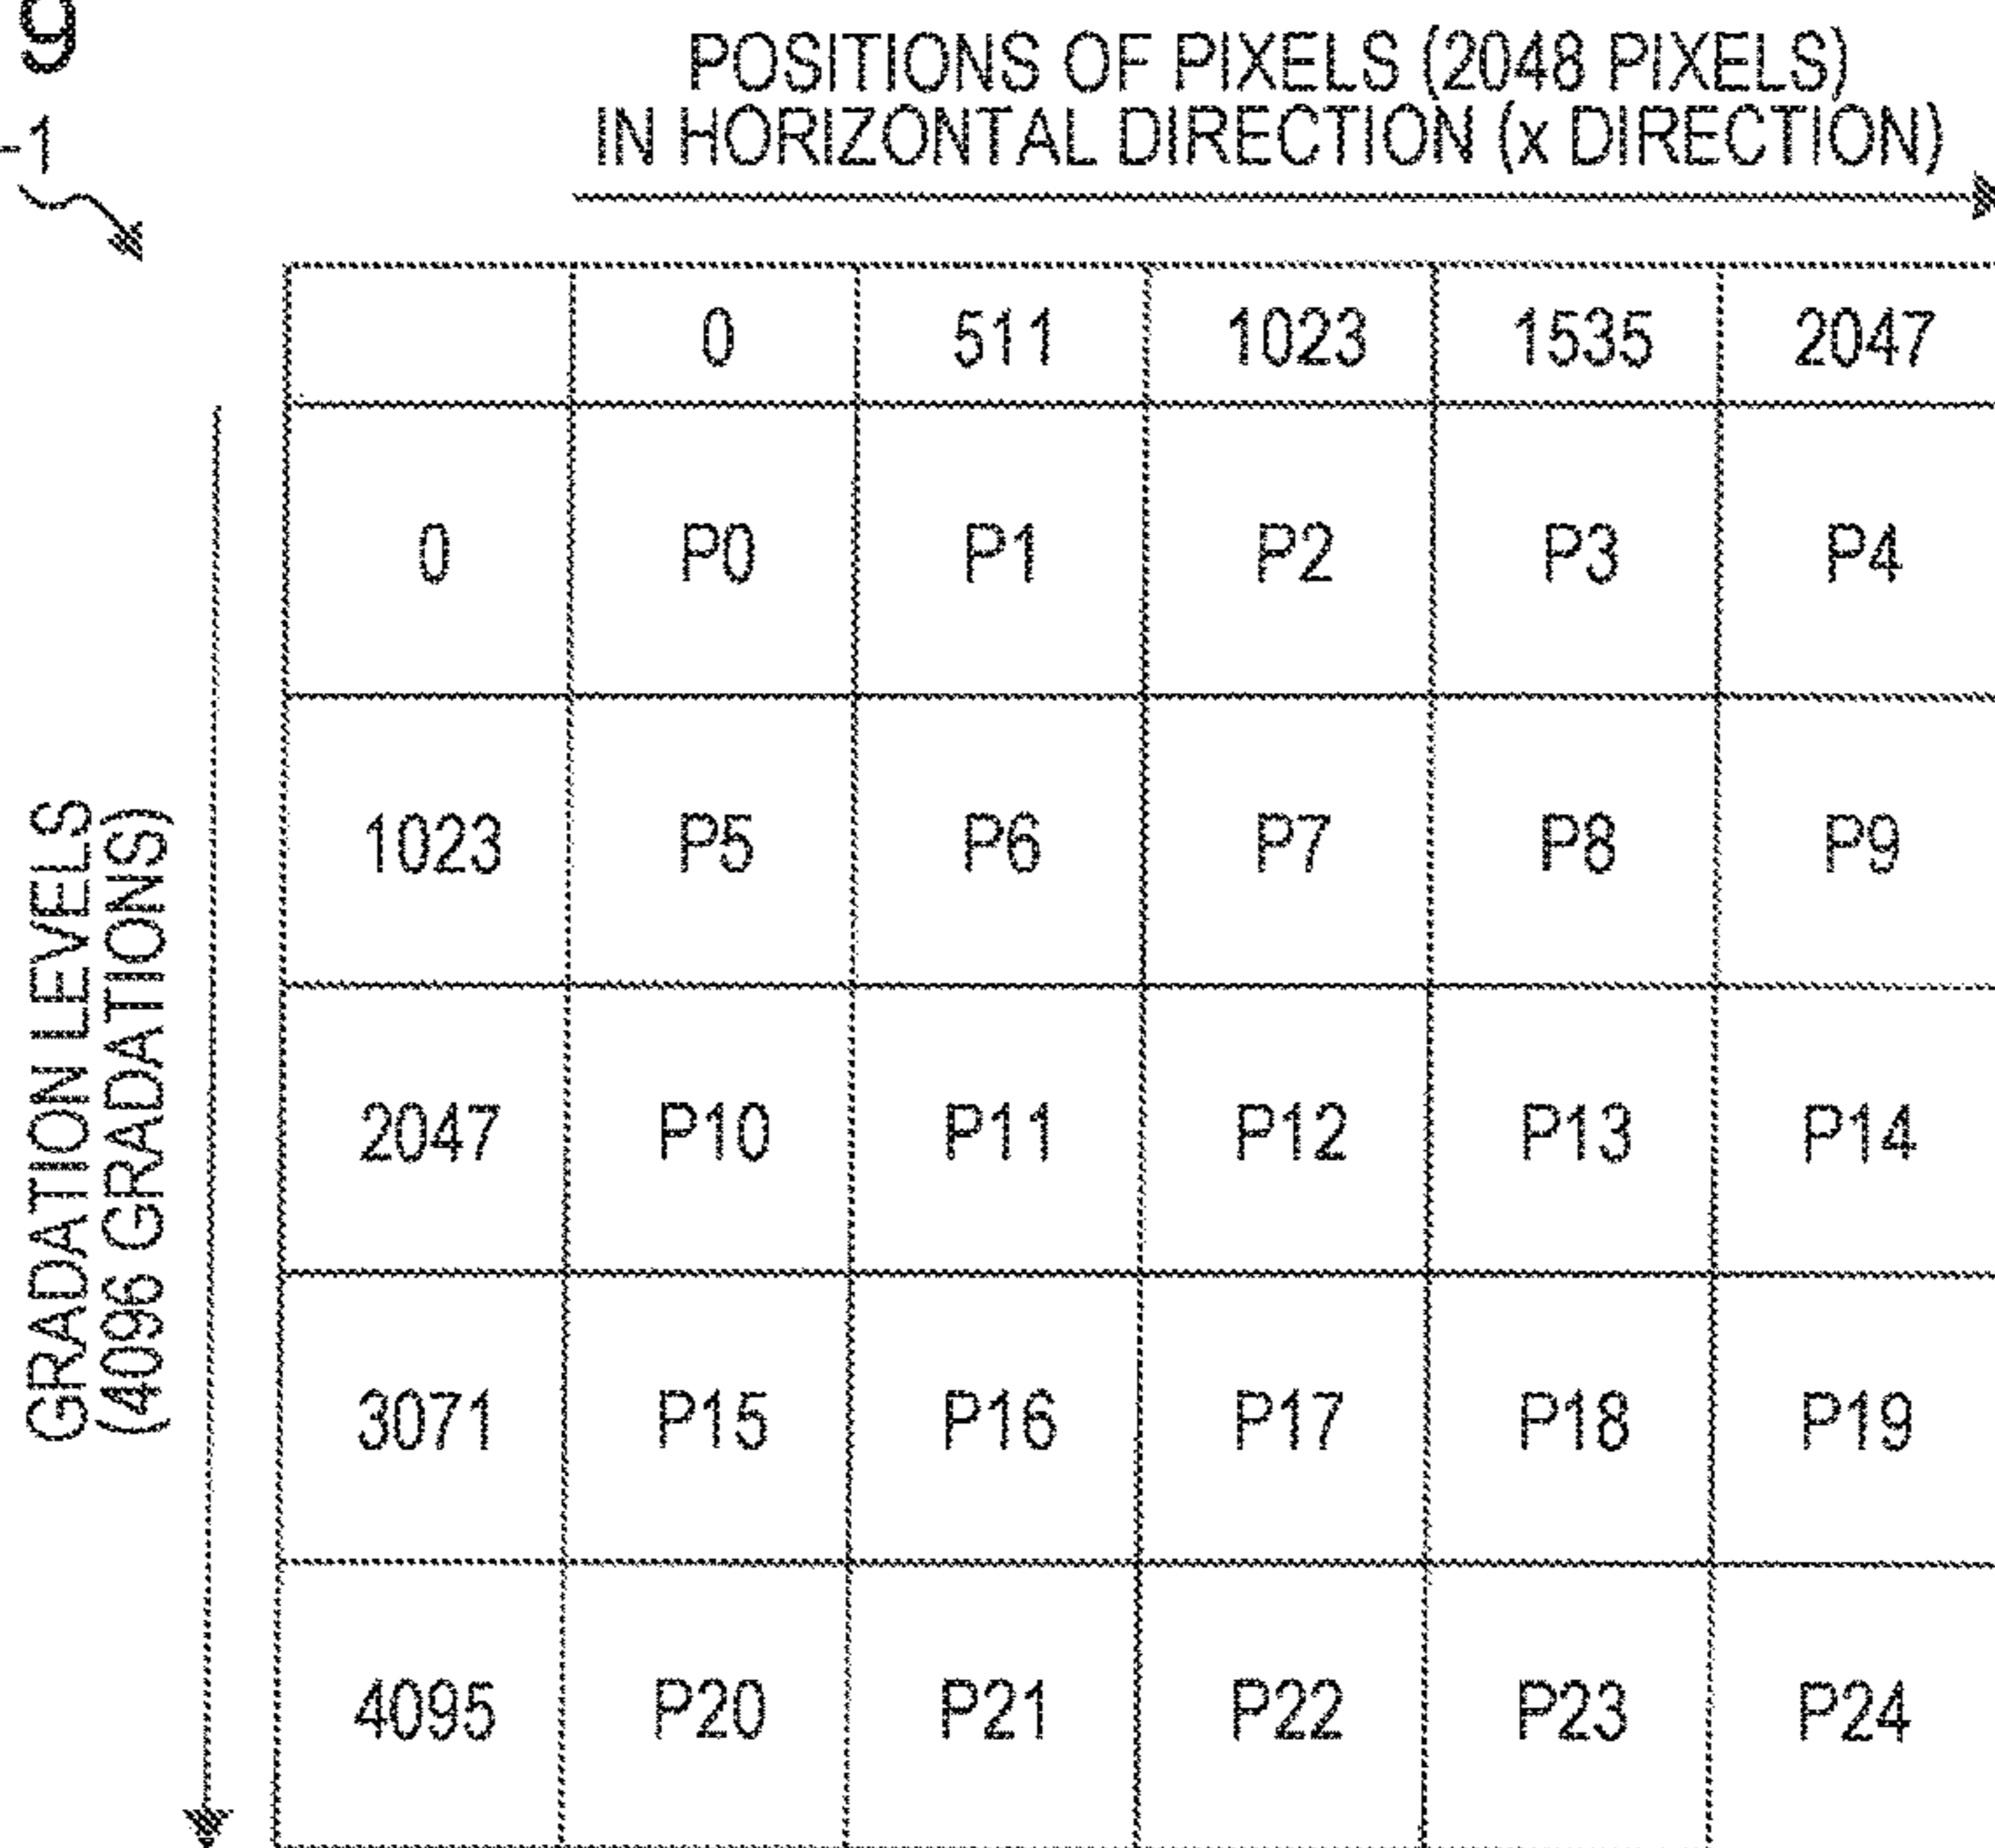 9
-1
POSITIONS OF PIXELS (2048 PIXELS)
IN HORIZONTAL DIRECTION (x DIRECTION)
0 511 1023 1535 2047
0 P0 P1 P2 P3 P4
1023 P5 P6 P7 P8 P9
2047 P10 P11 P12 P13 P14
3071 P15 P16 P17 P18 P19
4095 P20 P21 P22 P23 P24
GRADATION LEVELS
(4096 GRADATIONS)